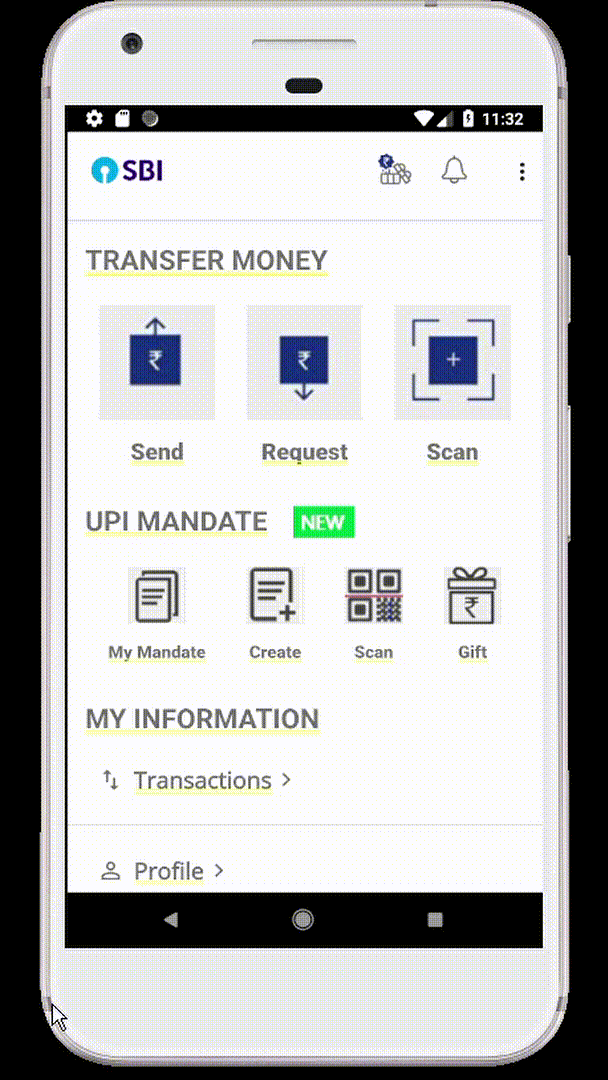 11:32
SBI
TRANSFER MONEY
₹ ₹ +
Send Request Scan
UPI MANDATE NEW
₹
My Mandate Create Scan Gift
MY INFORMATION
Transactions
Profile